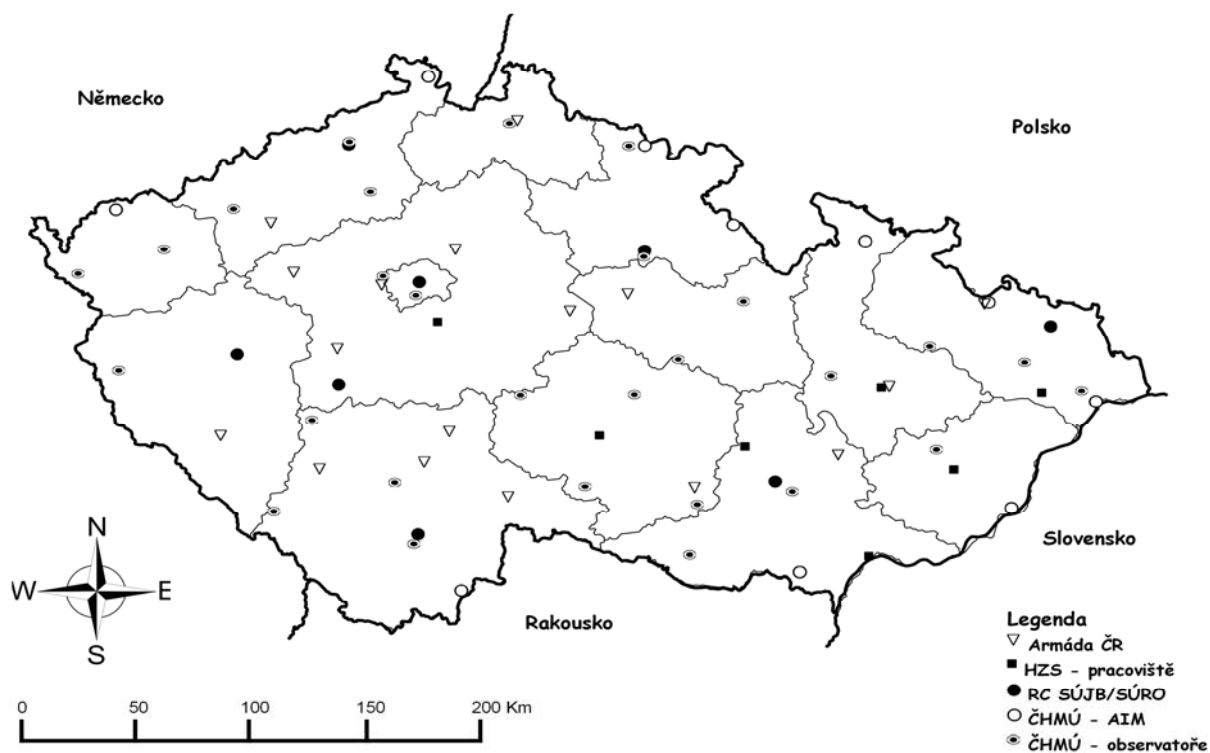 Německo
Polsko
Slovensko
Rakousko
N
W E
S
0 50 100 150 200 Km
Legenda
Armáda ČR
HZS - pracoviště
RC SÚJB/SÚRO
ČHMÚ - AIM
ČHMÚ - observatoře